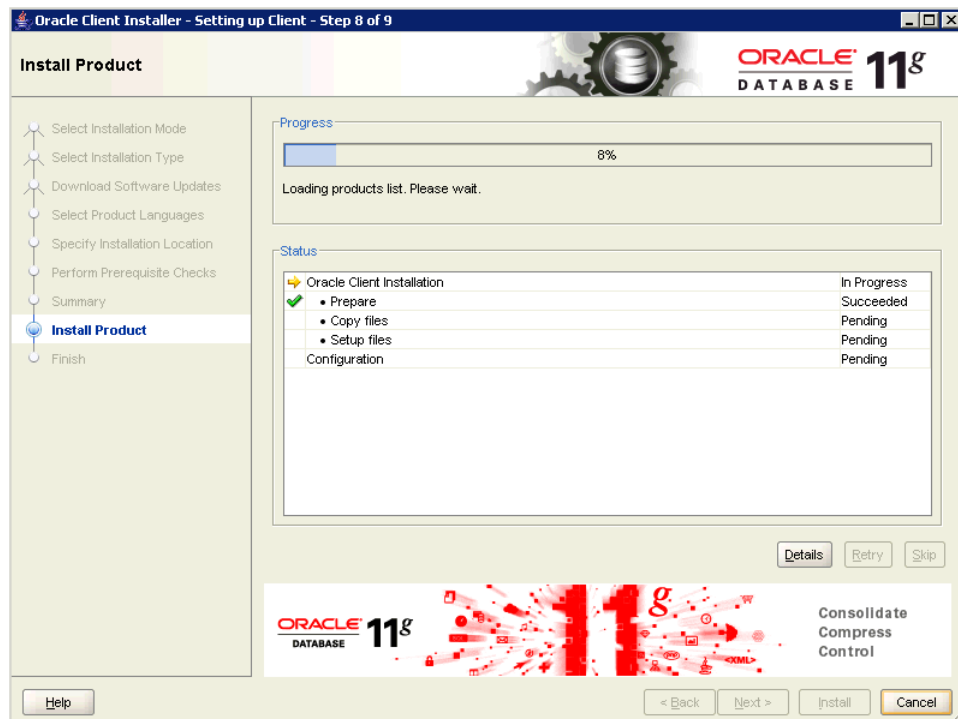 Oracle Client Installer - Setting up Client - Step 8 of 9
Install Product
ORACLE
DATABASE
11g
Select Installation Mode
Select Installation Type
Download Software Updates
Select Product Languages
Specify Installation Location
Perform Prerequisite Checks
Summary
Install Product
Finish
Progress
8%
Loading products list. Please wait.
Status
Oracle Client Installation In Progress
• Prepare Succeeded
• Copy files Pending
• Setup files Pending
Configuration Pending
Details Retry Skip
ORACLE
DATABASE
11g
11g
<XML>
Consolidate
Compress
Control
Help < Back Next > Install Cancel